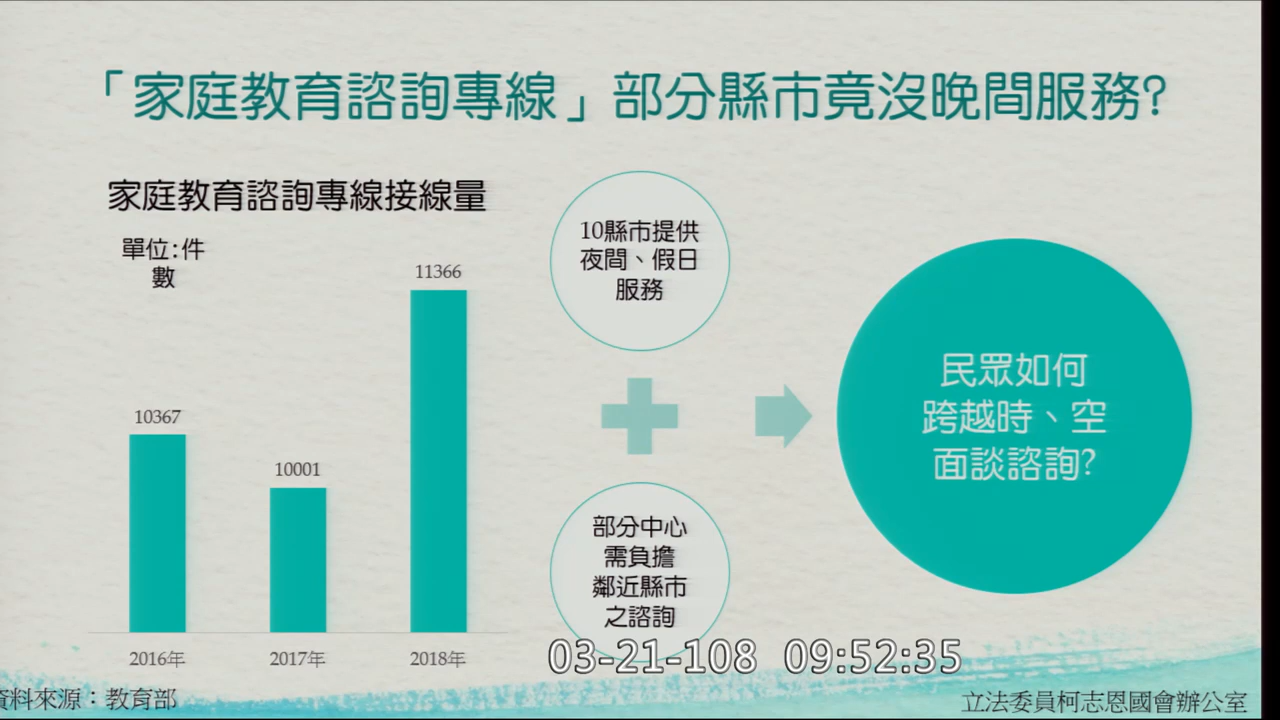 「家庭教育諮詢專線」部分縣市竟沒晚間服務?
家庭教育諮詢專線接線量
單位:件
數
11366
10367
10001
2016年
2017年
2018年
10縣市提供
夜間、假日
服務
部分中心
需負擔
鄰近縣市
之諮詢
民眾如何
跨越時、空
面談諮詢?
03-21-108 09:52:35
資料來源：教育部
立法委員柯志恩國會辦公室